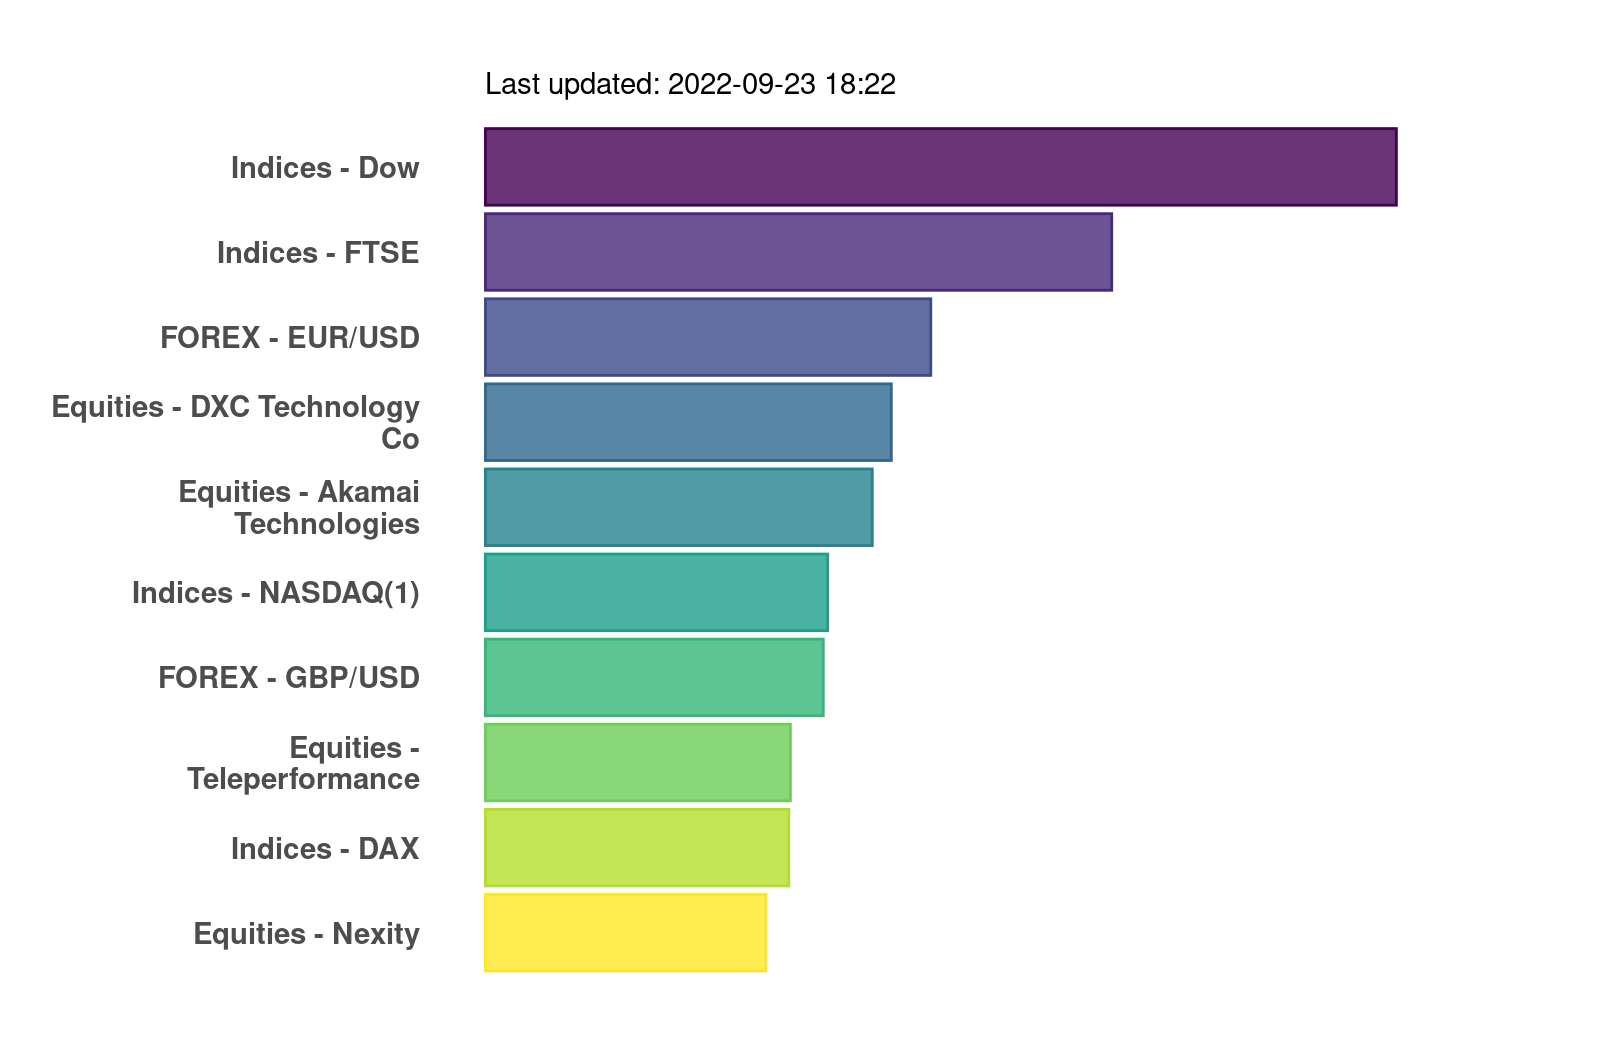 Last updated: 2022-09-23 18:22
Indices - Dow
Indices - FTSE
FOREX - EUR/USD
Equities - DXC Technology
Co
Equities - Akamai
Technologies
Indices - NASDAQ(1)
FOREX - GBP/USD
Equities -
Teleperformance
Indices - DAX
Equities - Nexity